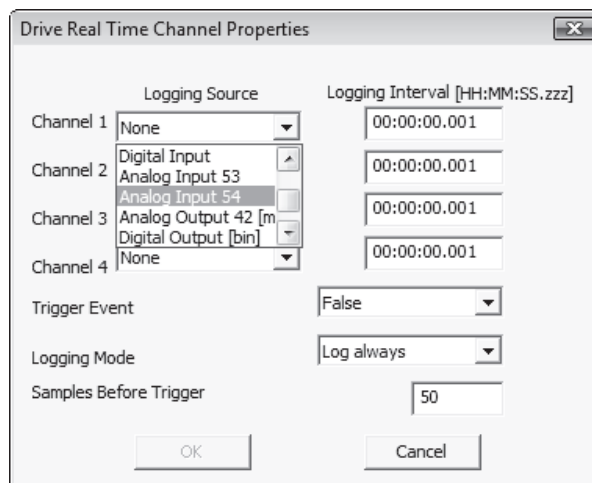 Drive Real Time Channel Properties
Logging Source
Logging Interval [HH:MM:SS.zzz]
Channel 1
None
00:00:00.001
Channel 2
Digital Input
Analog Input 53
Analog Input 54
Analog Output 42 [m
Digital Output [bin]
00:00:00.001
Channel 3
00:00:00.001
Channel 4
None
00:00:00.001
Trigger Event
False
Logging Mode
Log always
Samples Before Trigger
50
OK
Cancel